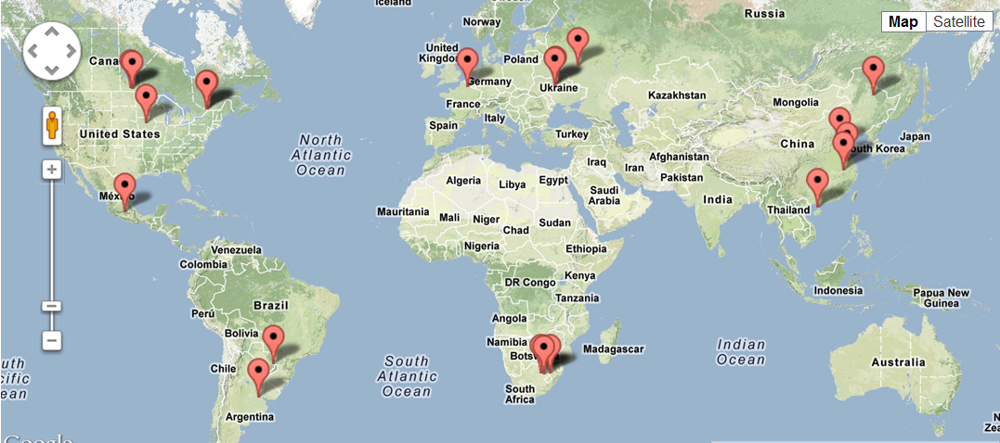 Iceland
Norway
Russia
Map
Satellite
United
Kingdom
Poland
Germany
Ukraine
Kazakhstan
Mongolia
France
Italy
Spain
Turkey
China
Japan
South Korea
United States
North
Atlantic
Ocean
Iraq
Iran
Afghanistan
Pakistan
Algeria
Libya
Egypt
Saudi
Arabia
India
México
Mauritania
Mali
Niger
Chad
Sudan
Thailand
Nigeria
Ethiopia
Venezuela
Colombia
DR Congo
Kenya
Tanzania
Indonesia
Papua New
Guinea
Perú
Brazil
Bolivia
Angola
Namibia
Madagascar
Indian
Ocean
Australia
Chile
South
Atlantic
Ocean
South
Africa
Argentina
Google